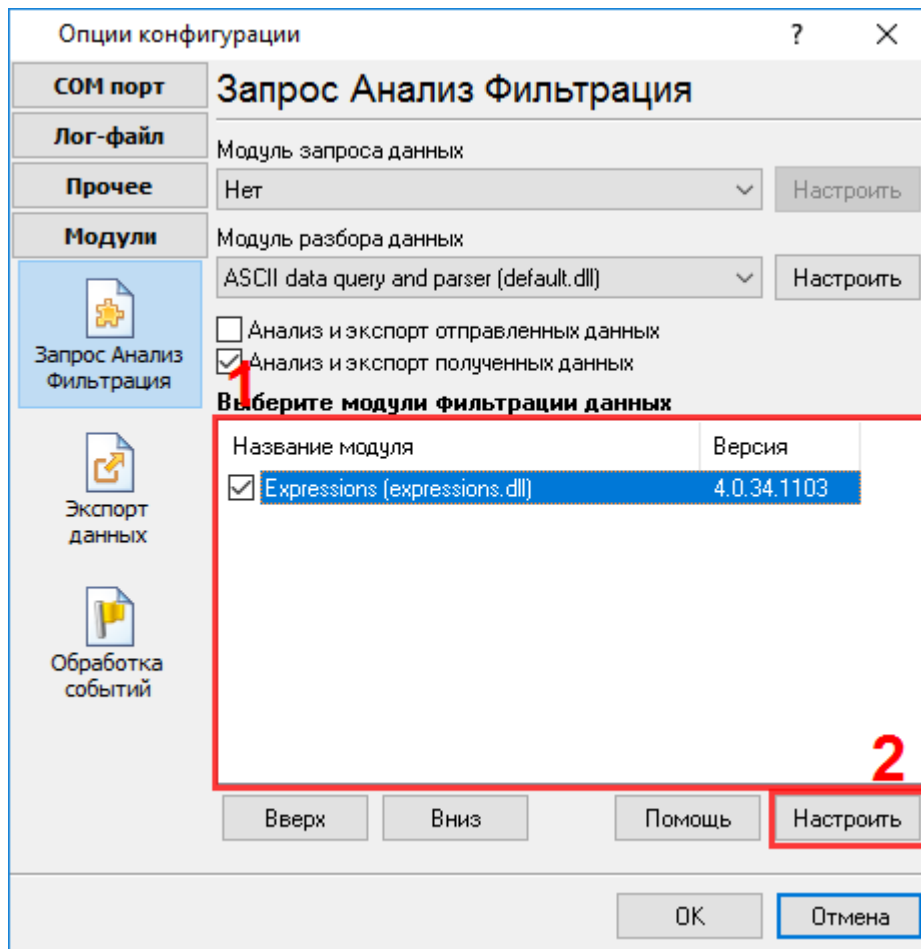 Опции конфигурации
?
COM порт
Лог-файл
Прочее
Модули
Запрос Анализ
Фильтрация
Экспорт
данных
Обработка
событий
Запрос Анализ Фильтрация
Модуль запроса данных
Нет
Настроить
Модуль разбора данных
ASCII data query and parser (default.dll)
Настроить
Анализ и экспорт отправленных данных
Анализ и экспорт полученных данных
1
Выберите модули фильтрации данных
Название модуля Версия
Expressions (expressions.dll) 4.0.34.1103
2
Вверх Вниз Помощь Настроить
OK Отмена